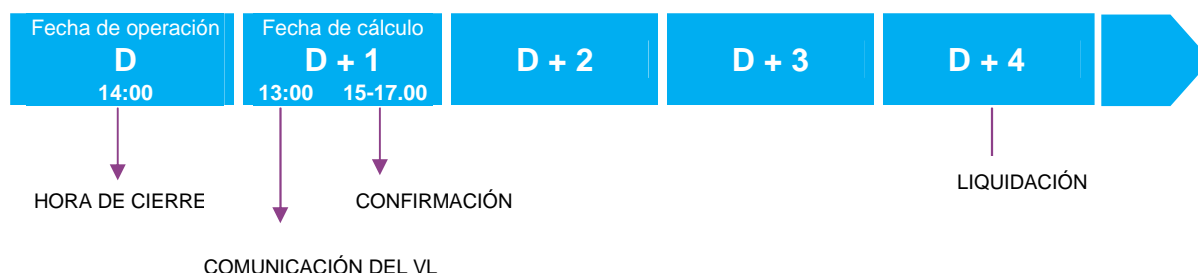 Fecha de operación
D
14:00
Fecha de cálculo
D + 1
13:00 15-17.00
D + 2
D + 3
D + 4
HORA DE CIERRE
CONFIRMACIÓN
LIQUIDACIÓN
COMUNICACIÓN DEL VL